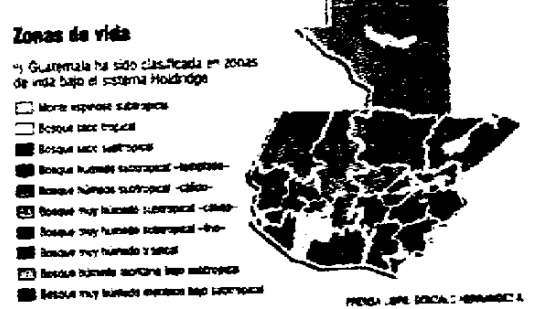 Zonas de vida
Guatemala ha sido clasificada en zonas
de vida bajo el sistema Holdridge
Monte espinoso subtropical
Bosque seco tropical
Bosque seco subtropical
Bosque húmedo subtropical -templado-
Bosque húmedo subtropical -cálido-
Bosque muy húmedo subtropical -cálido-
Bosque muy húmedo subtropical -frío-
Bosque muy húmedo tropical
Bosque húmedo montano bajo subtropical
Bosque muy húmedo montano bajo subtropical
PRENSA LIBRE: GONZALO HERNANDEZ